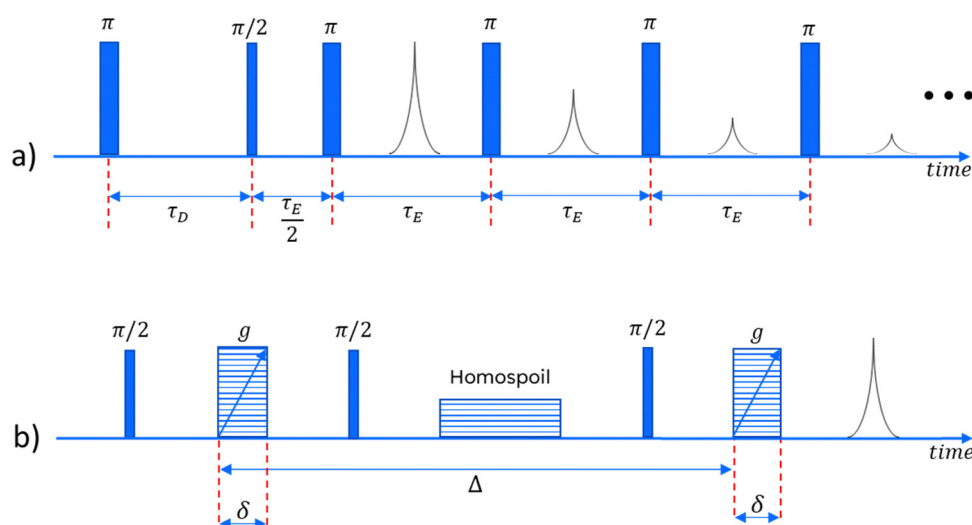 π π/2 π π π π
a)
time
τ_D τ_E/2 τ_E τ_E τ_E
π/2 g π/2 π/2 g
Homospoil
b)
time
Δ
δ δ